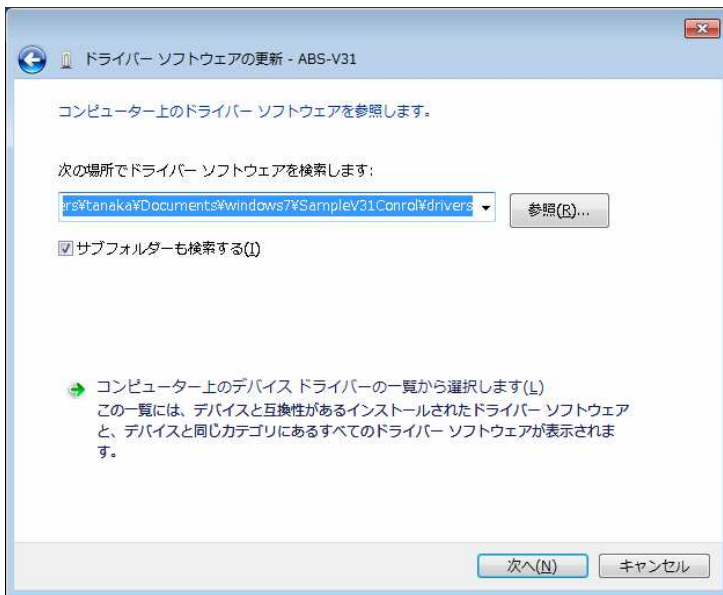 ドライバー ソフトウェアの更新 - ABS-V31
コンピューター上のドライバー ソフトウェアを参照します。
次の場所でドライバー ソフトウェアを検索します:
ers¥tanaka¥Documents¥windows7¥SampleV31Conrol¥drivers
参照(R)...
サブフォルダーも検索する(I)
コンピューター上のデバイス ドライバーの一覧から選択します(L)
この一覧には、デバイスと互換性があるインストールされたドライバー ソフトウェア
と、デバイスと同じカテゴリにあるすべてのドライバー ソフトウェアが表示されま
す。
次へ(N)
キャンセル